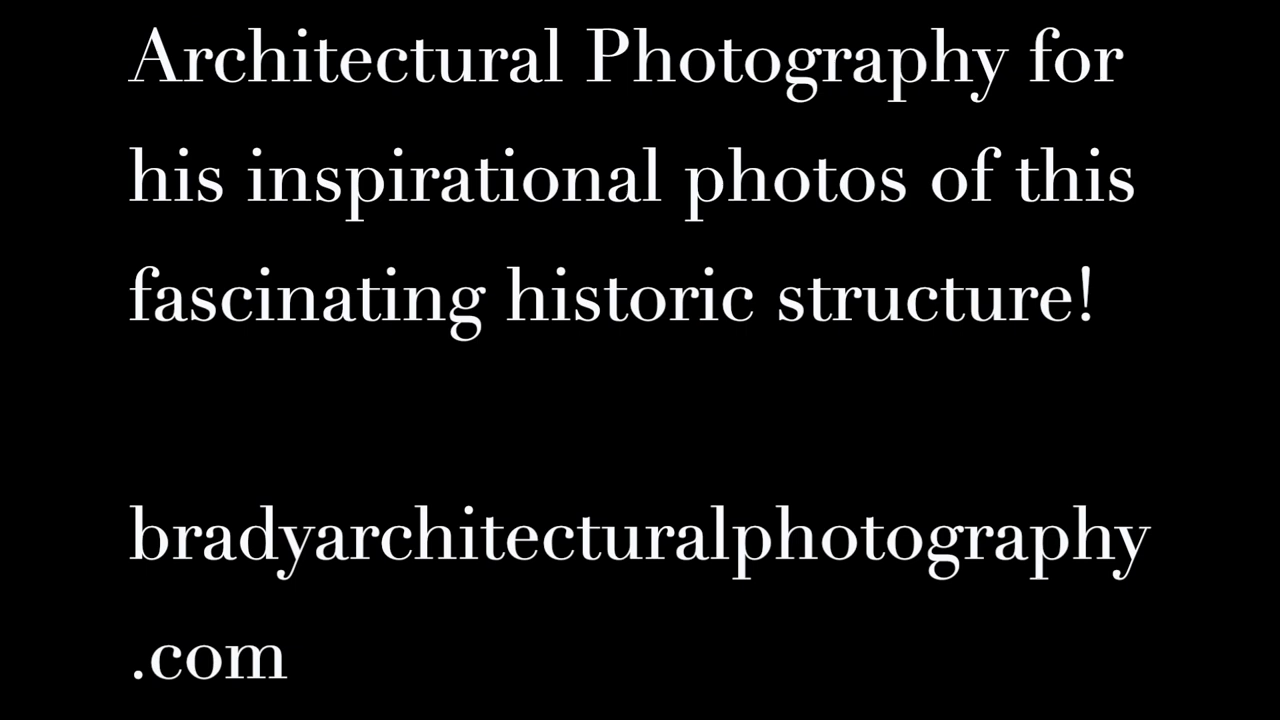 Architectural Photography for
his inspirational photos of this
fascinating historic structure!
bradyarchitecturalphotography
.com